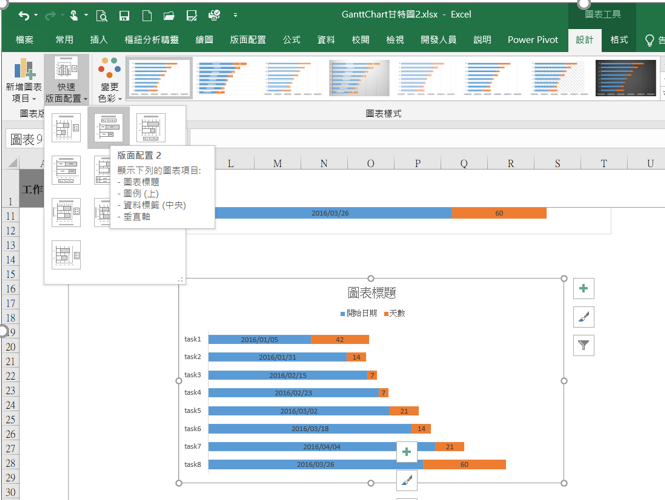 GanttChart甘特圖2.xlsx - Excel
圖表工具
檔案 常用 插入 樞紐分析精靈 繪圖 版面配置 公式 資料 校閱 檢視 開發人員 說明 Power Pivot 設計 格式
新增圖表
項目
快速
版面配置
變更
色彩
圖表樣式
圖表 9
版面配置 2
顯示下列的圖表項目:
- 圖表標題
- 圖例 (上)
- 資料標籤 (中央)
- 垂直軸
L M N O P Q R S T U
1 工作
11 2016/03/26 60
12
13
14
15
16
17
18
19
20
21
22
23
24
25
26
27
28
29
30
圖表標題
開始日期 天數
task1 2016/01/05 42
task2 2016/01/31 14
task3 2016/02/15 7
task4 2016/02/23 7
task5 2016/03/02 21
task6 2016/03/18 14
task7 2016/04/04 21
task8 2016/03/26 60